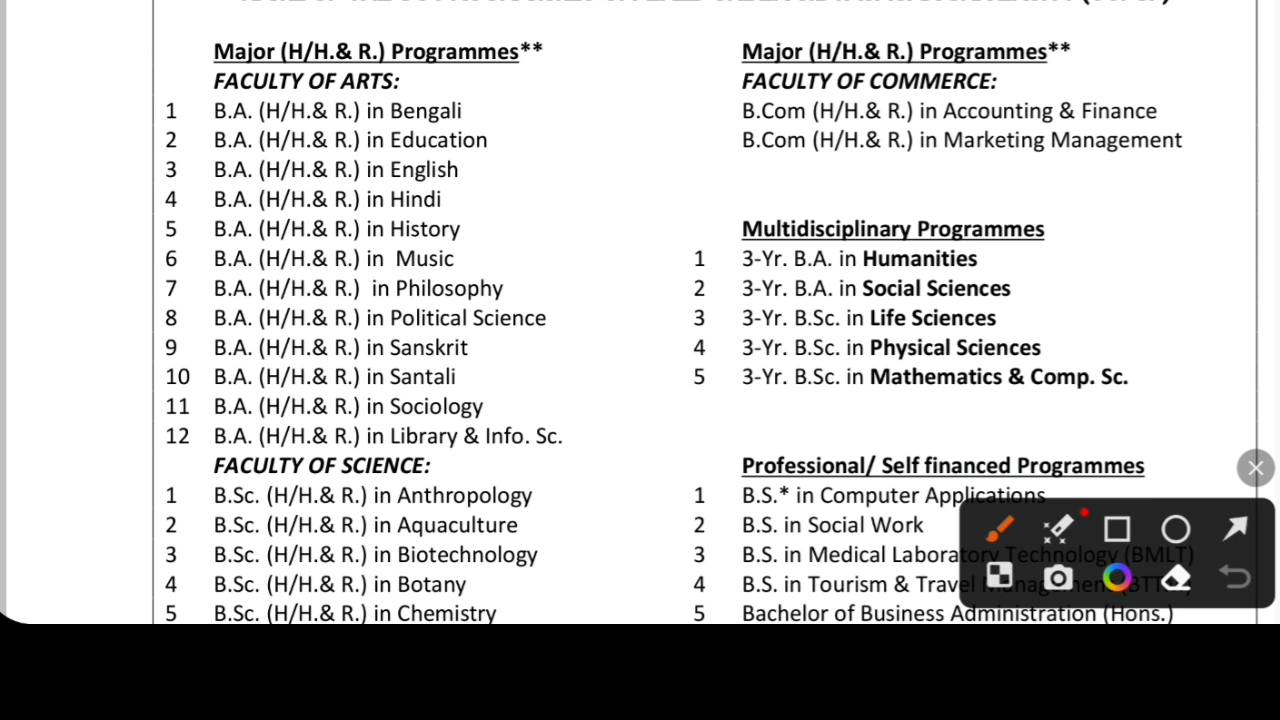 Major (H/H.& R.) Programmes**
FACULTY OF ARTS:
1 B.A. (H/H.& R.) in Bengali
2 B.A. (H/H.& R.) in Education
3 B.A. (H/H.& R.) in English
4 B.A. (H/H.& R.) in Hindi
5 B.A. (H/H.& R.) in History
6 B.A. (H/H.& R.) in Music
7 B.A. (H/H.& R.) in Philosophy
8 B.A. (H/H.& R.) in Political Science
9 B.A. (H/H.& R.) in Sanskrit
10 B.A. (H/H.& R.) in Santali
11 B.A. (H/H.& R.) in Sociology
12 B.A. (H/H.& R.) in Library & Info. Sc.
FACULTY OF SCIENCE:
1 B.Sc. (H/H.& R.) in Anthropology
2 B.Sc. (H/H.& R.) in Aquaculture
3 B.Sc. (H/H.& R.) in Biotechnology
4 B.Sc. (H/H.& R.) in Botany
5 B.Sc. (H/H.& R.) in Chemistry
Major (H/H.& R.) Programmes**
FACULTY OF COMMERCE:
B.Com (H/H.& R.) in Accounting & Finance
B.Com (H/H.& R.) in Marketing Management
Multidisciplinary Programmes
1 3-Yr. B.A. in Humanities
2 3-Yr. B.A. in Social Sciences
3 3-Yr. B.Sc. in Life Sciences
4 3-Yr. B.Sc. in Physical Sciences
5 3-Yr. B.Sc. in Mathematics & Comp. Sc.
Professional/ Self financed Programmes
1 B.S.* in Computer Applications
2 B.S. in Social Work
3 B.S. in Medical Laboratory Technology (BMLT)
4 B.S. in Tourism & Travel Management
5 Bachelor of Business Administration (Hons.)